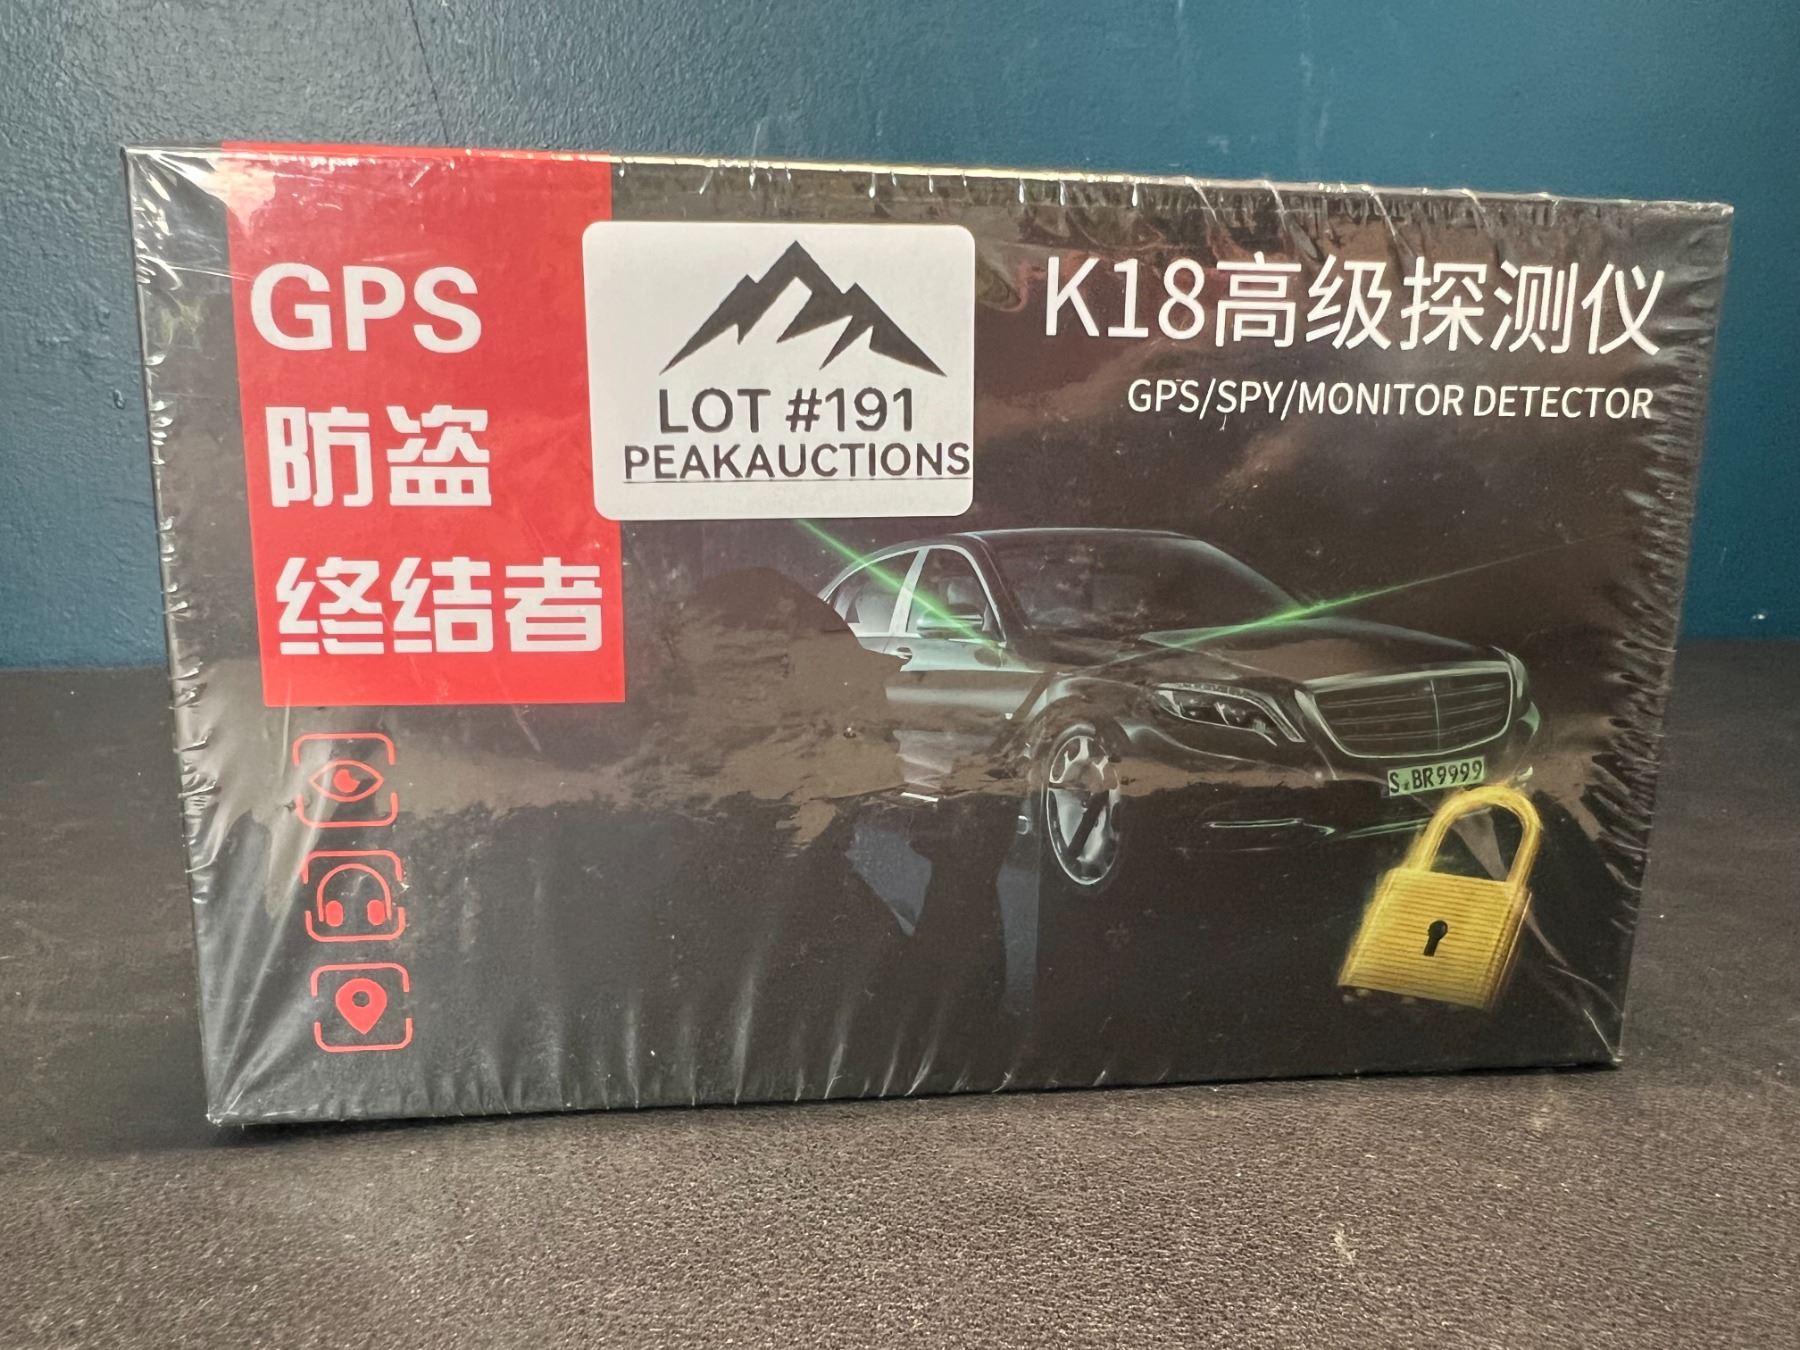 GPS
防盗
终结者
LOT #191
PEAKAUCTIONS
K18高级探测仪
GPS/SPY/MONITOR DETECTOR
S BR9999